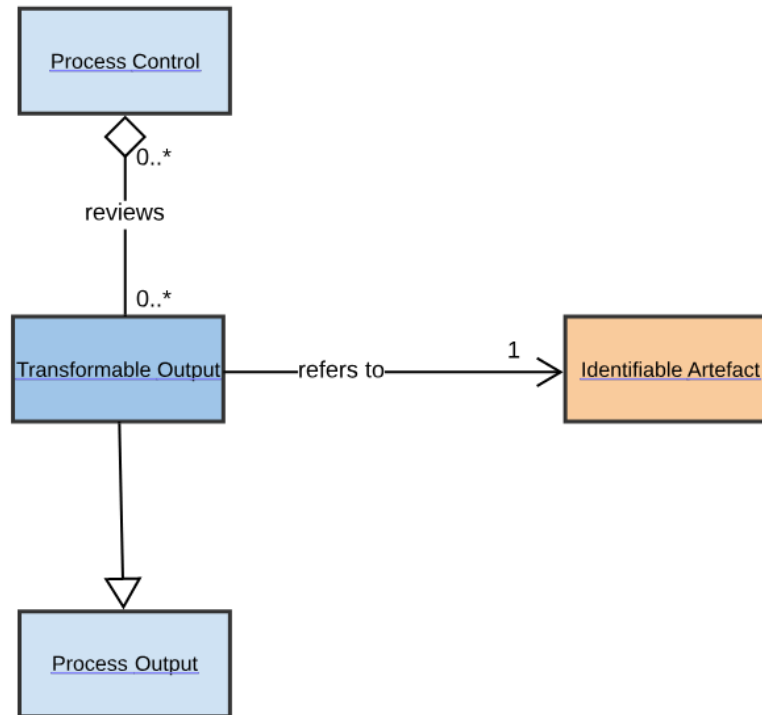 Process Control
0..*
reviews
0..*
Transformable Output
refers to
1
Identifiable Artefact
Process Output